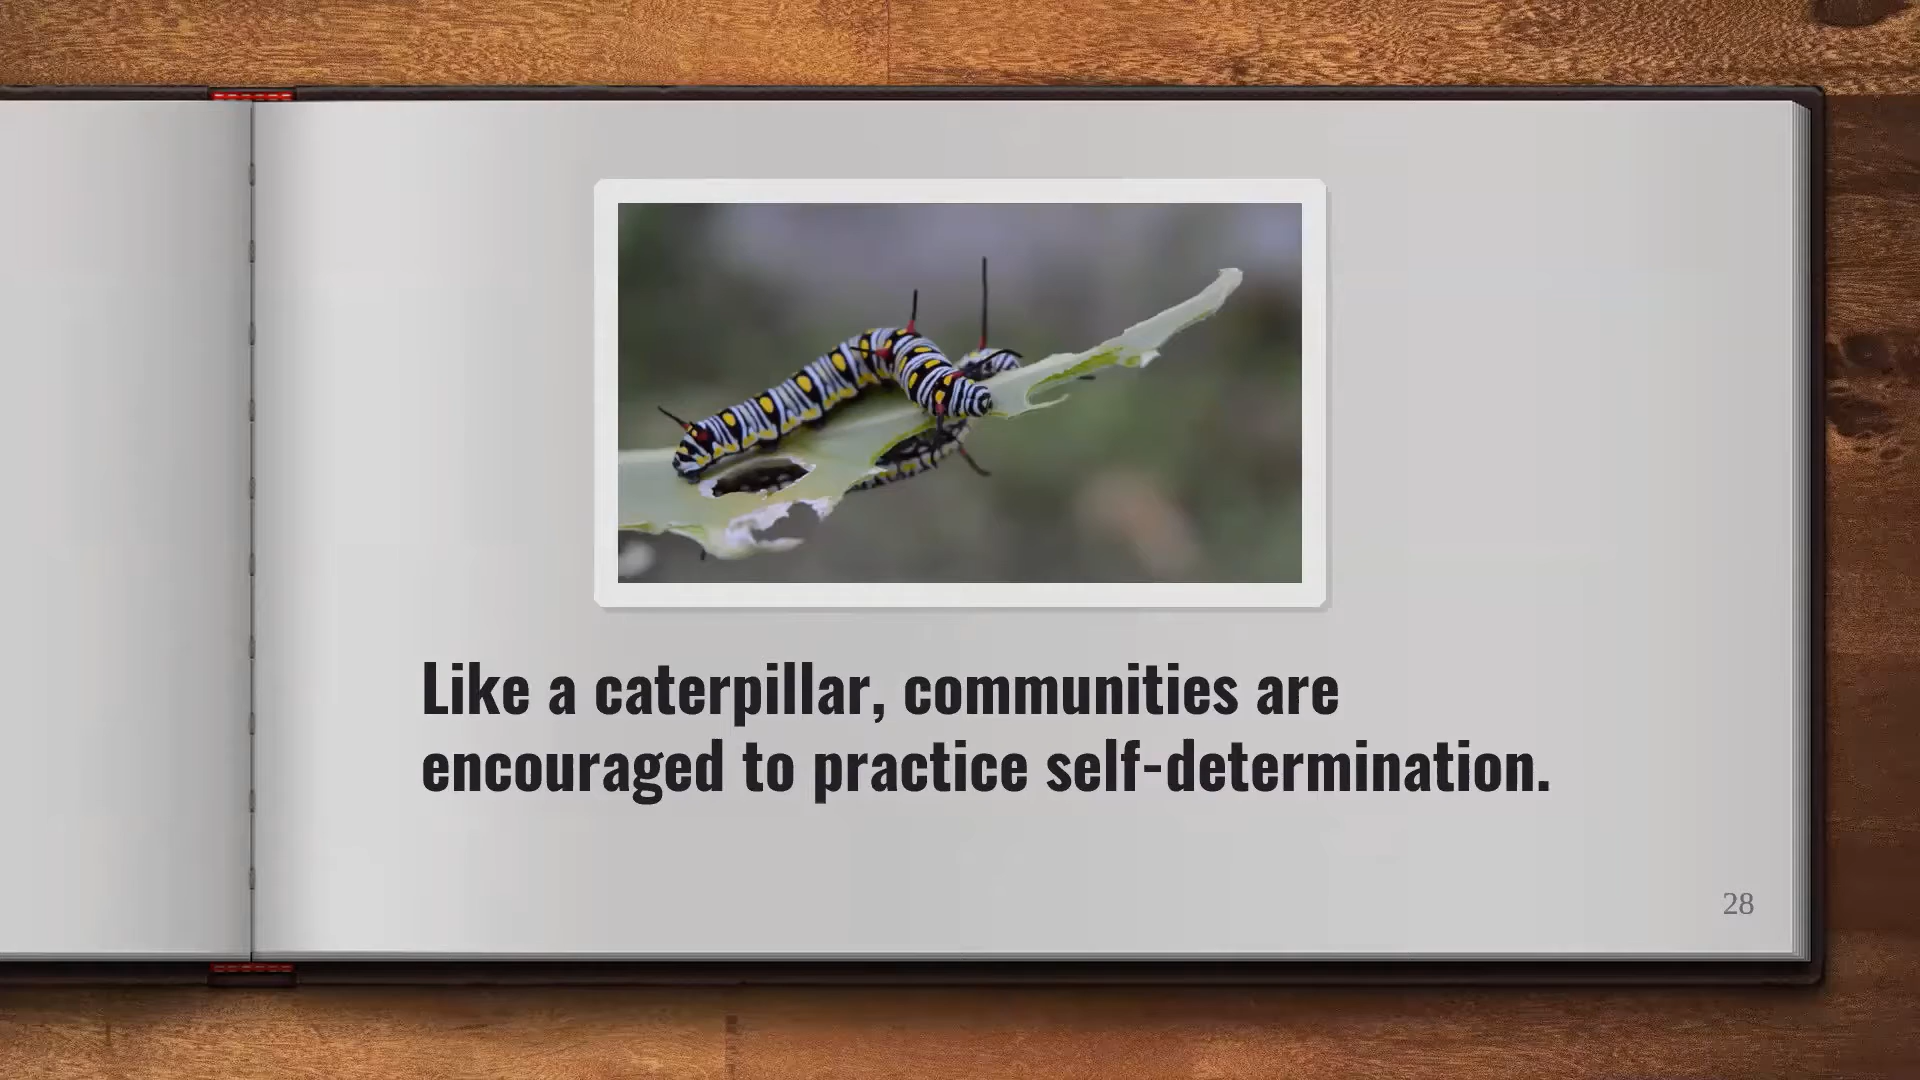 Like a caterpillar, communities are
encouraged to practice self-determination.
28